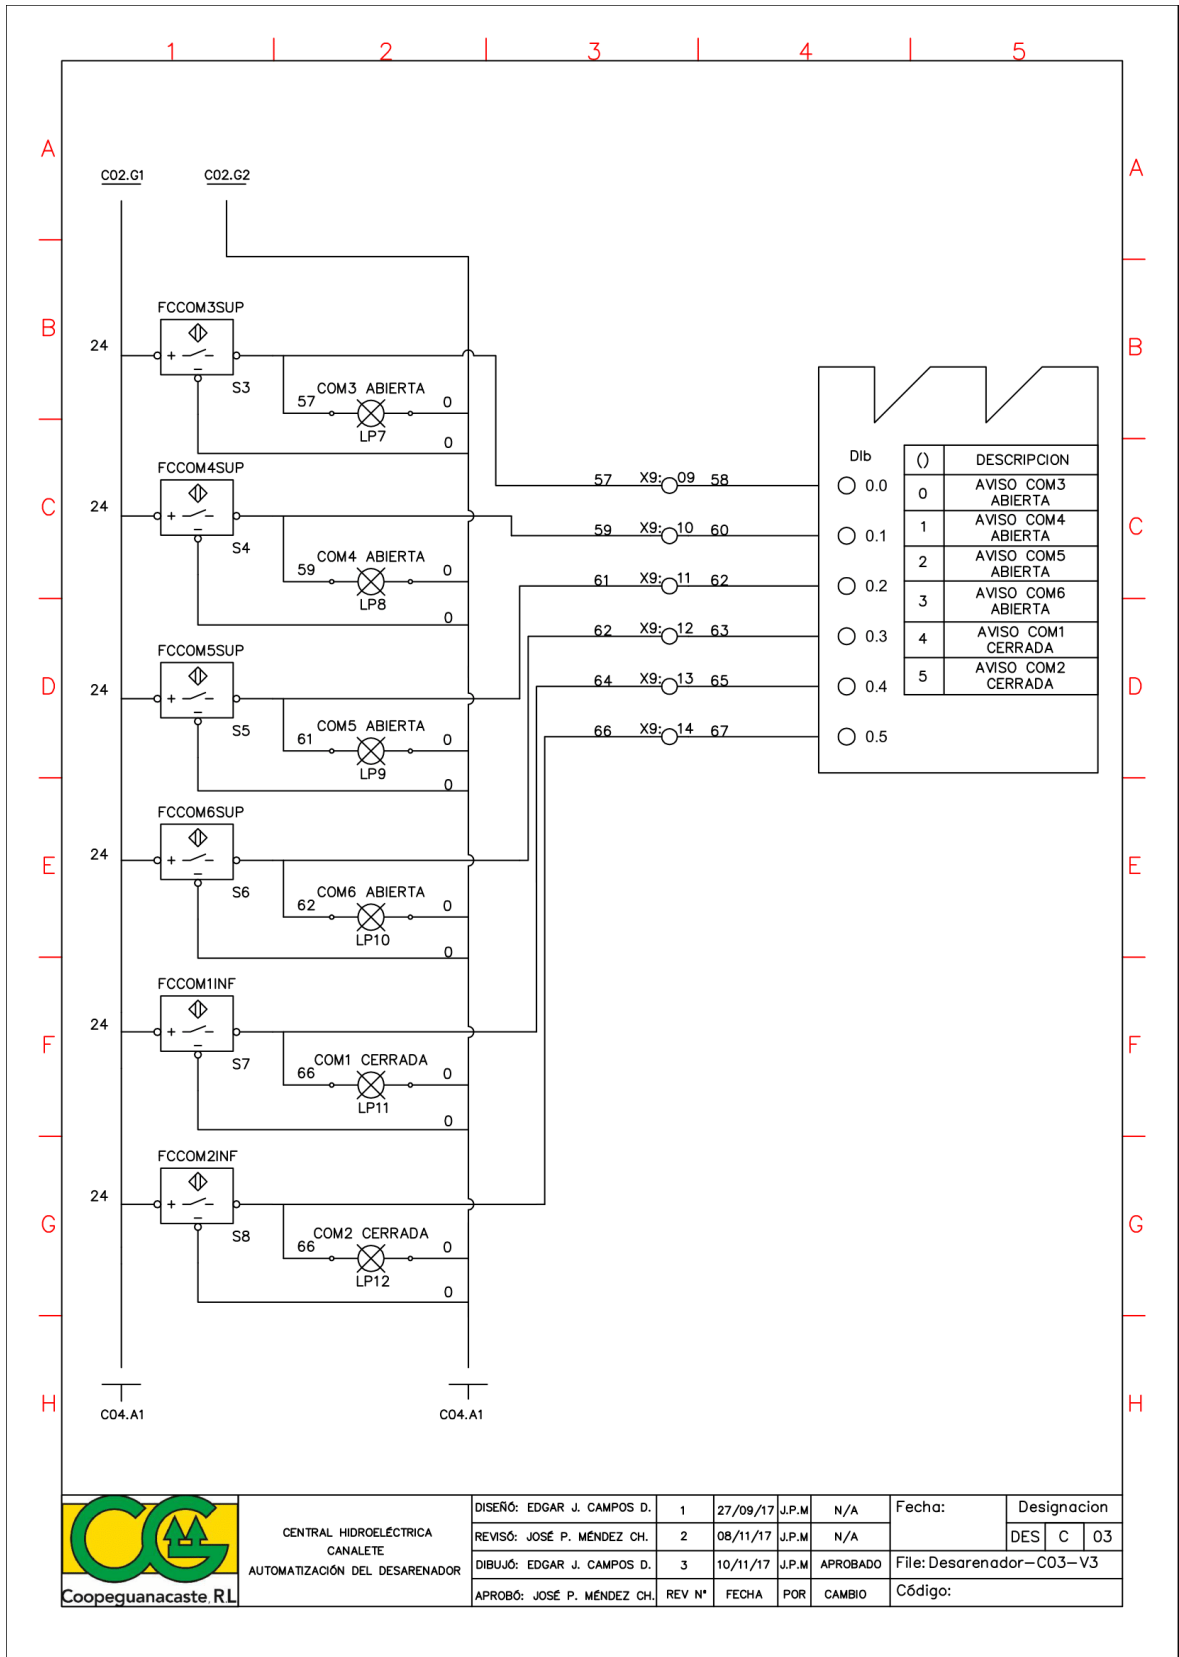 1 2 3 4 5
A
A
C02.G1 C02.G2
B
B
FCCOM3SUP
24
+
S3
COM3 ABIERTA
57 0
LP7
0
C
C
FCCOM4SUP
24
+
S4
COM4 ABIERTA
59 0
LP8
0
D
D
FCCOM5SUP
24
+
S5
COM5 ABIERTA
61 0
LP9
0
E
E
FCCOM6SUP
24
+
S6
COM6 ABIERTA
62 0
LP10
0
F
F
FCCOM1INF
24
+
S7
COM1 CERRADA
66 0
LP11
0
G
G
FCCOM2INF
24
+
S8
COM2 CERRADA
66 0
LP12
0
H
H
C04.A1 C04.A1
57 X9: 09 58
59 X9: 10 60
61 X9: 11 62
62 X9: 12 63
64 X9: 13 65
66 X9: 14 67
DIb
0.0
0.1
0.2
0.3
0.4
0.5
() DESCRIPCION
0 AVISO COM3
ABIERTA
1 AVISO COM4
ABIERTA
2 AVISO COM5
ABIERTA
3 AVISO COM6
ABIERTA
4 AVISO COM1
CERRADA
5 AVISO COM2
CERRADA
CG
Coopeguanacaste, R.L
CENTRAL HIDROELÉCTRICA
CANALETE
AUTOMATIZACIÓN DEL DESARENADOR
DISEÑÓ: EDGAR J. CAMPOS D. 1 27/09/17 J.P.M N/A
REVISÓ: JOSÉ P. MÉNDEZ CH. 2 08/11/17 J.P.M N/A
DIBUJÓ: EDGAR J. CAMPOS D. 3 10/11/17 J.P.M APROBADO
APROBÓ: JOSÉ P. MÉNDEZ CH. REV N° FECHA POR CAMBIO
Fecha: Designacion
DES C 03
File: Desarenador-C03-V3
Código: